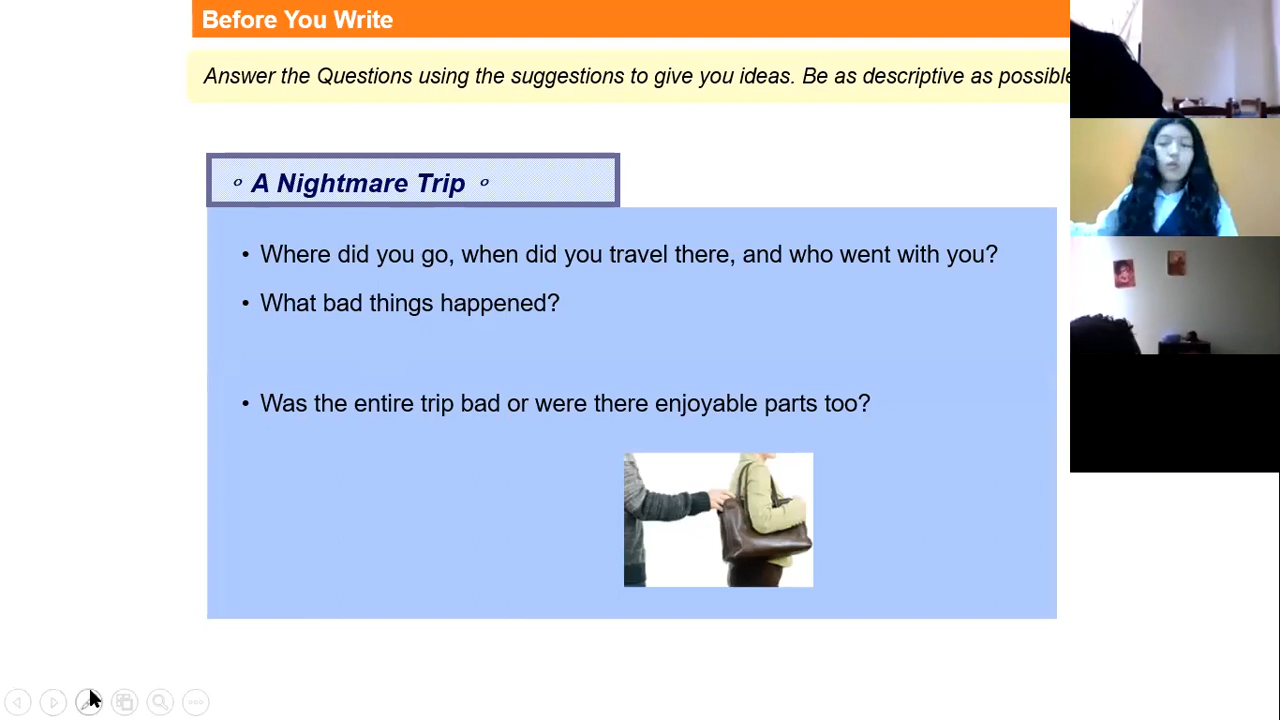 Before You Write
Answer the Questions using the suggestions to give you ideas. Be as descriptive as possible
° A Nightmare Trip °
• Where did you go, when did you travel there, and who went with you?
• What bad things happened?
• Was the entire trip bad or were there enjoyable parts too?